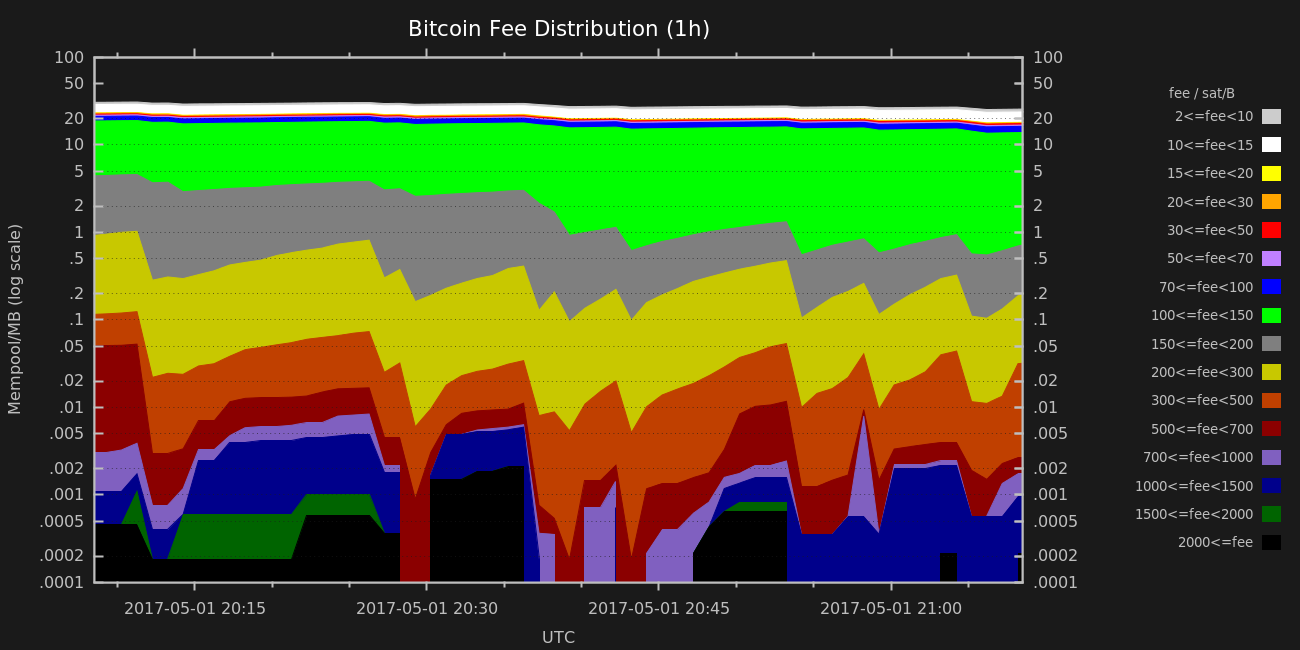 Bitcoin Fee Distribution (1h)
100
50
20
10
5
2
1
.5
.2
.1
.05
.02
.01
.005
.002
.001
.0005
.0002
.0001
Mempool/MB (log scale)
100
50
20
10
5
2
1
.5
.2
.1
.05
.02
.01
.005
.002
.001
.0005
.0002
.0001
2017-05-01 20:15
2017-05-01 20:30
2017-05-01 20:45
2017-05-01 21:00
UTC
fee / sat/B
2<=fee<10
10<=fee<15
15<=fee<20
20<=fee<30
30<=fee<50
50<=fee<70
70<=fee<100
100<=fee<150
150<=fee<200
200<=fee<300
300<=fee<500
500<=fee<700
700<=fee<1000
1000<=fee<1500
1500<=fee<2000
2000<=fee